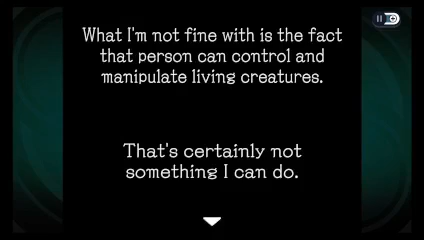 What I'm not fine with is the fact
that person can control and
manipulate living creatures.
That's certainly not
something I can do.